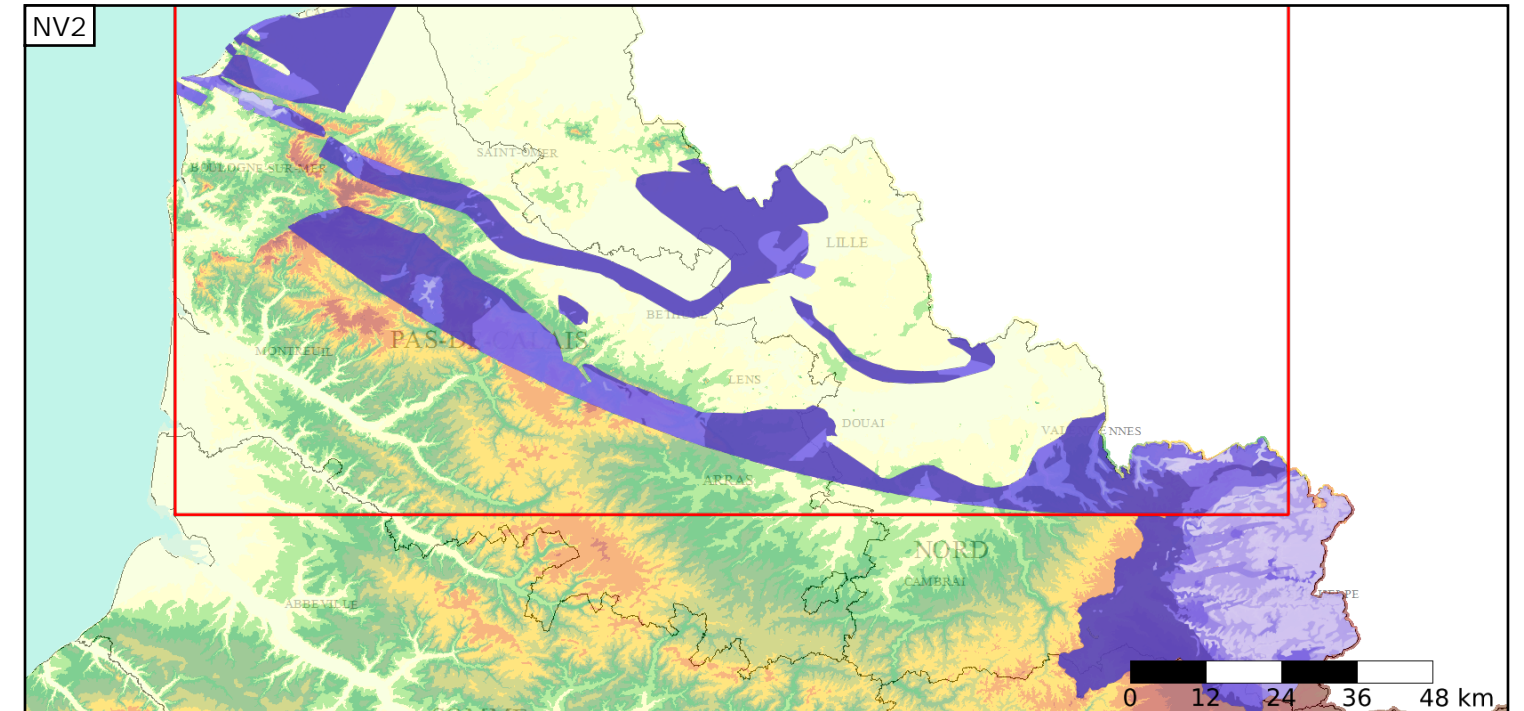 NV2
SAINT-OMER
BOULOGNE-SUR-MER
LILLE
BETHUNE
PAS-DE-CALAIS
MONTREUIL
LENS
DOUAI
VALENCIENNES
ARRAS
NORD
CAMBRAI
ABBEVILLE
0 12 24 36 48 km